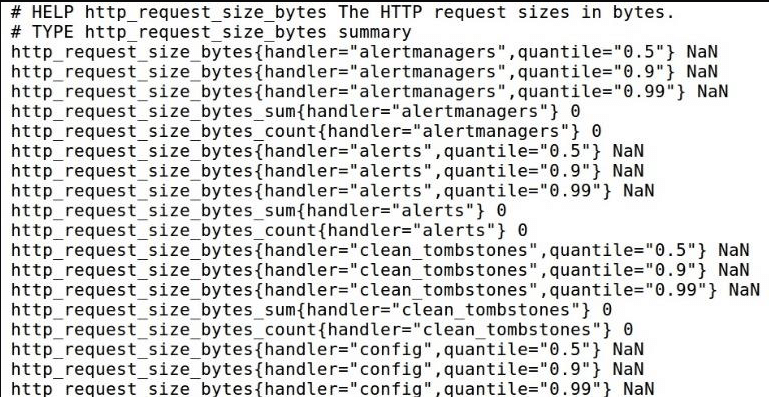 # HELP http_request_size_bytes The HTTP request sizes in bytes.
# TYPE http_request_size_bytes summary
http_request_size_bytes{handler="alertmanagers",quantile="0.5"} NaN
http_request_size_bytes{handler="alertmanagers",quantile="0.9"} NaN
http_request_size_bytes{handler="alertmanagers",quantile="0.99"} NaN
http_request_size_bytes_sum{handler="alertmanagers"} 0
http_request_size_bytes_count{handler="alertmanagers"} 0
http_request_size_bytes{handler="alerts",quantile="0.5"} NaN
http_request_size_bytes{handler="alerts",quantile="0.9"} NaN
http_request_size_bytes{handler="alerts",quantile="0.99"} NaN
http_request_size_bytes_sum{handler="alerts"} 0
http_request_size_bytes_count{handler="alerts"} 0
http_request_size_bytes{handler="clean_tombstones",quantile="0.5"} NaN
http_request_size_bytes{handler="clean_tombstones",quantile="0.9"} NaN
http_request_size_bytes{handler="clean_tombstones",quantile="0.99"} NaN
http_request_size_bytes_sum{handler="clean_tombstones"} 0
http_request_size_bytes_count{handler="clean_tombstones"} 0
http_request_size_bytes{handler="config",quantile="0.5"} NaN
http_request_size_bytes{handler="config",quantile="0.9"} NaN
http_request_size_bytes{handler="config",quantile="0.99"} NaN